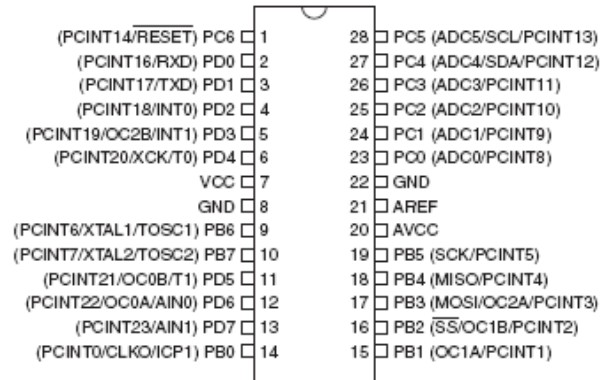 (PCINT14/RESET) PC6 1 28 PC5 (ADC5/SCL/PCINT13)
(PCINT16/RXD) PD0 2 27 PC4 (ADC4/SDA/PCINT12)
(PCINT17/TXD) PD1 3 26 PC3 (ADC3/PCINT11)
(PCINT18/INT0) PD2 4 25 PC2 (ADC2/PCINT10)
(PCINT19/OC2B/INT1) PD3 5 24 PC1 (ADC1/PCINT9)
(PCINT20/XCK/T0) PD4 6 23 PC0 (ADC0/PCINT8)
VCC 7 22 GND
GND 8 21 AREF
(PCINT6/XTAL1/TOSC1) PB6 9 20 AVCC
(PCINT7/XTAL2/TOSC2) PB7 10 19 PB5 (SCK/PCINT5)
(PCINT21/OC0B/T1) PD5 11 18 PB4 (MISO/PCINT4)
(PCINT22/OC0A/AIN0) PD6 12 17 PB3 (MOSI/OC2A/PCINT3)
(PCINT23/AIN1) PD7 13 16 PB2 (SS/OC1B/PCINT2)
(PCINT0/CLKO/ICP1) PB0 14 15 PB1 (OC1A/PCINT1)